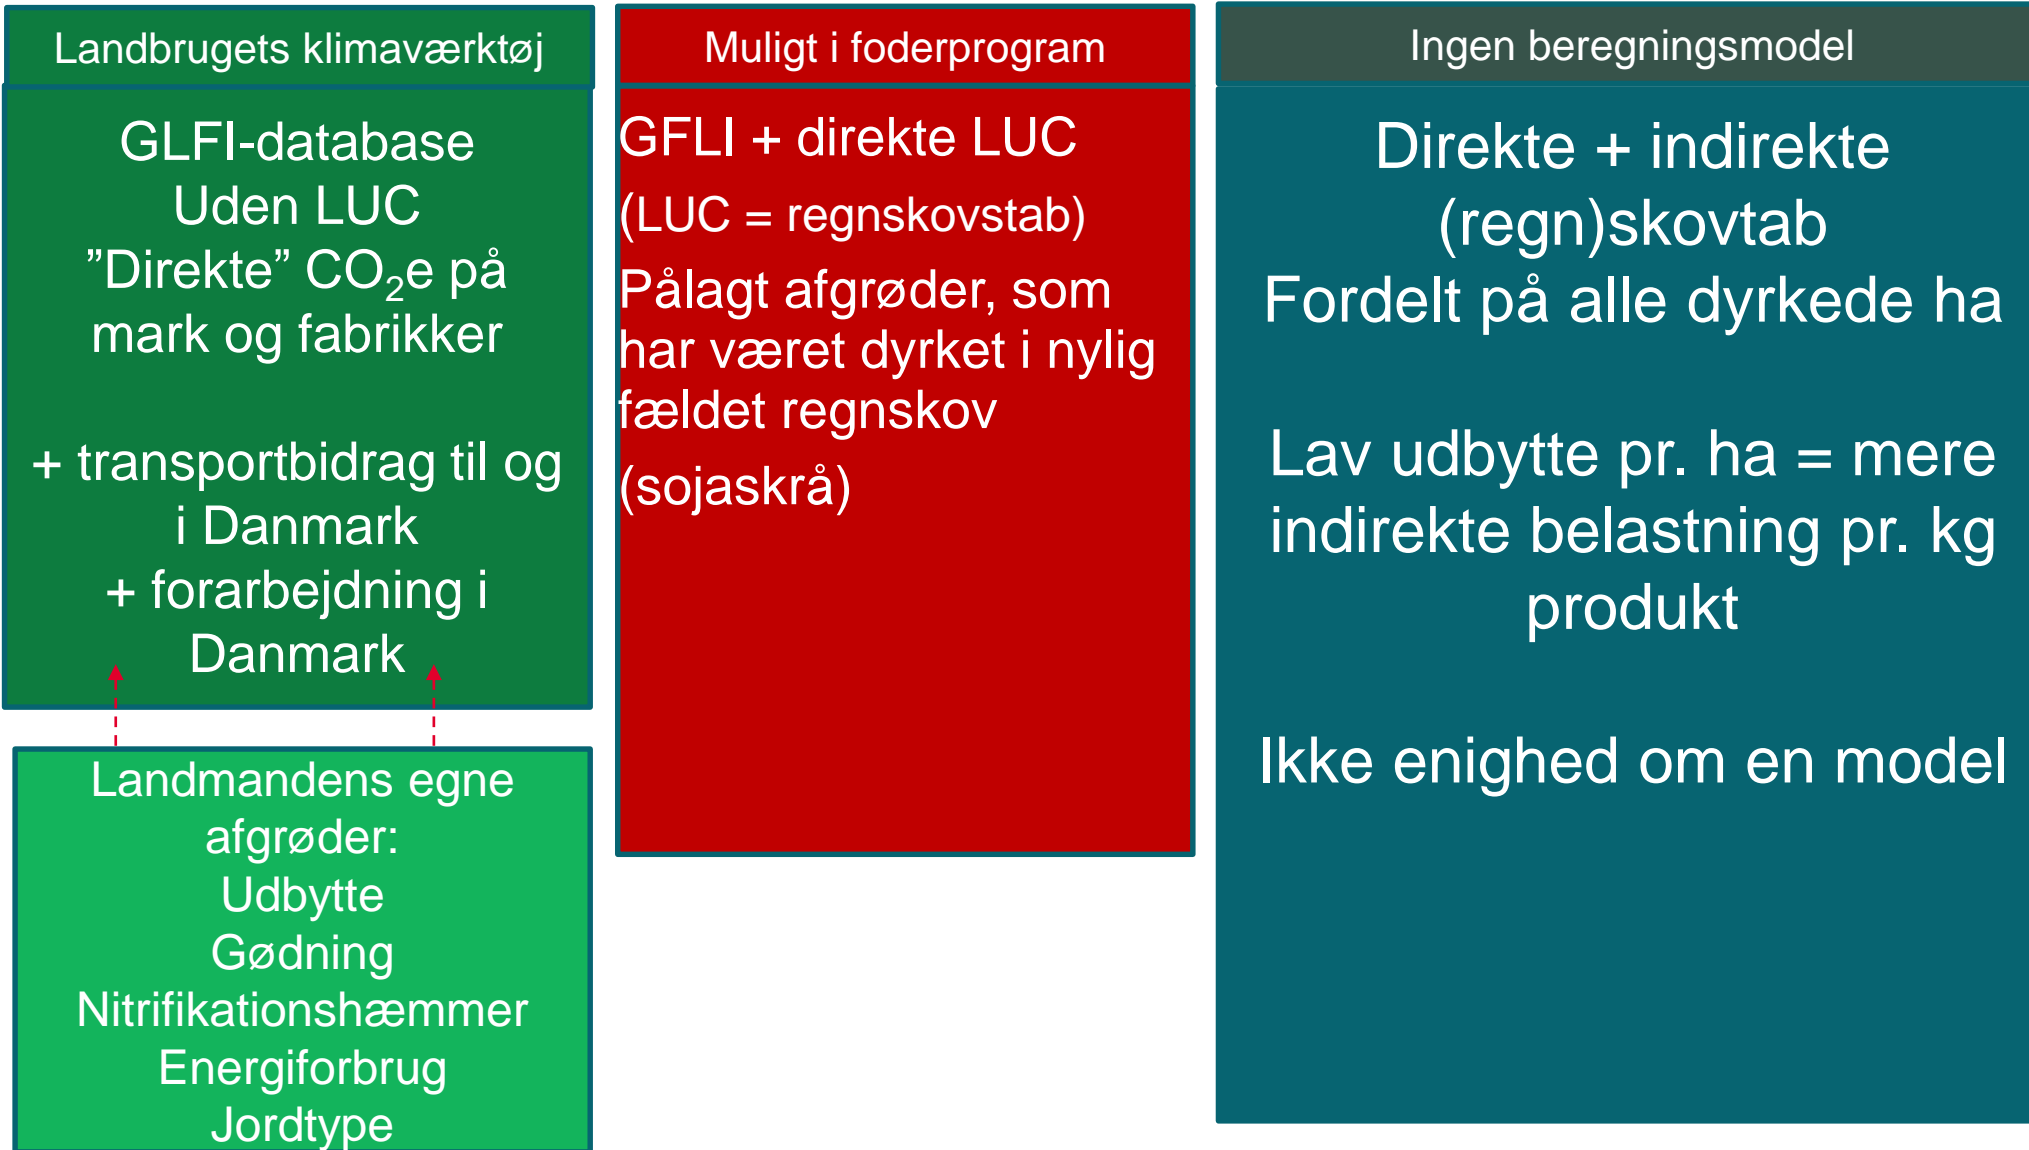 Landbrugets klimaværktøj
GLFI-database
Uden LUC
”Direkte” CO₂e på
mark og fabrikker
+ transportbidrag til og
i Danmark
+ forarbejdning i
Danmark
Landmandens egne
afgrøder:
Udbytte
Gødning
Nitrifikationshæmmer
Energiforbrug
Jordtype
Muligt i foderprogram
GFLI + direkte LUC
(LUC = regnskovstab)
Pålagt afgrøder, som
har været dyrket i nylig
fældet regnskov
(sojaskrå)
Ingen beregningsmodel
Direkte + indirekte
(regn)skovtab
Fordelt på alle dyrkede ha
Lav udbytte pr. ha = mere
indirekte belastning pr. kg
produkt
Ikke enighed om en model